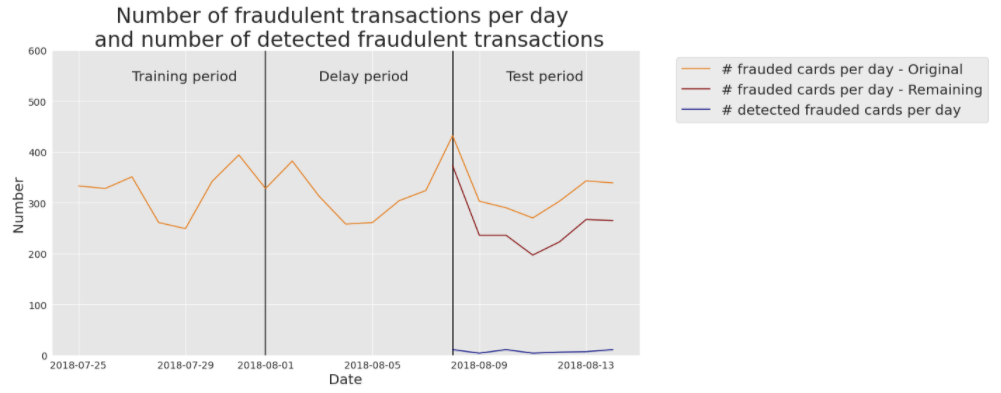 Number of fraudulent transactions per day
and number of detected fraudulent transactions
600
500
400
300
200
100
0
Number
Training period
Delay period
Test period
2018-07-25
2018-07-29
2018-08-01
2018-08-05
2018-08-09
2018-08-13
Date
# frauded cards per day - Original
# frauded cards per day - Remaining
# detected frauded cards per day